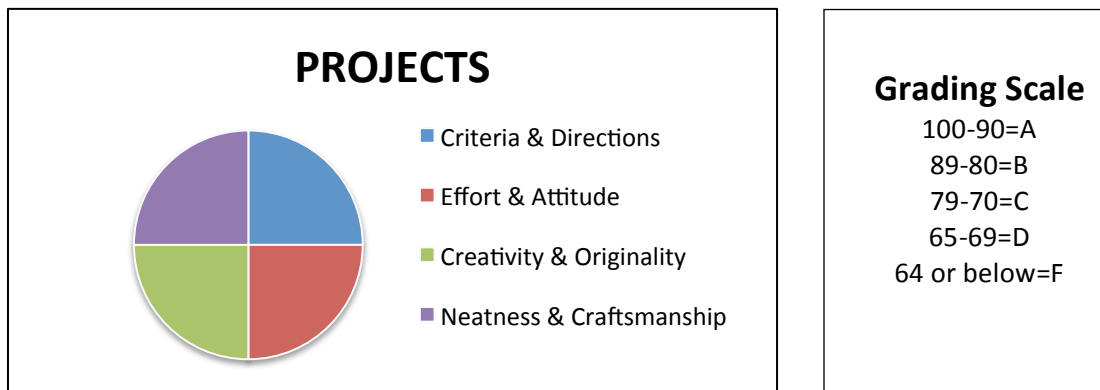 PROJECTS
Criteria & Directions
Effort & Attitude
Creativity & Originality
Neatness & Craftsmanship
Grading Scale
100-90=A
89-80=B
79-70=C
65-69=D
64 or below=F